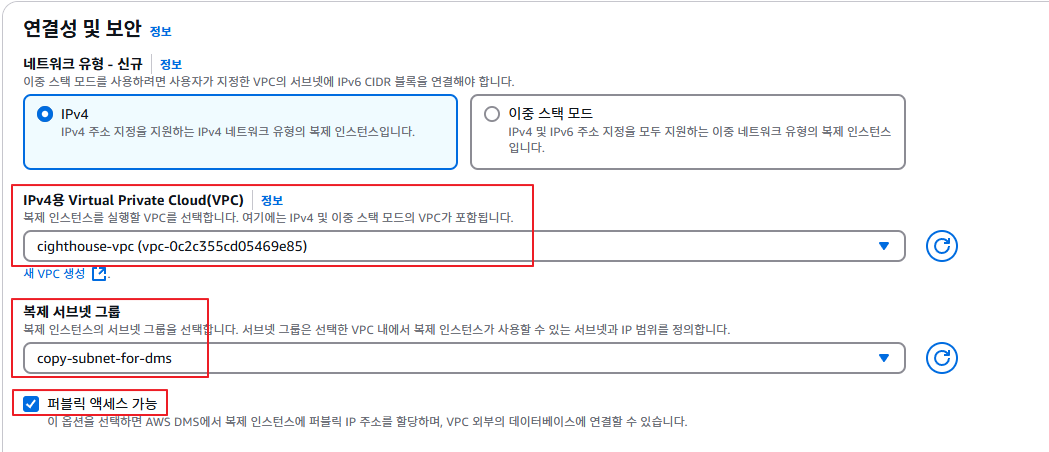 연결성 및 보안 정보
네트워크 유형 - 신규 정보
이중 스택 모드를 사용하려면 사용자가 지정한 VPC의 서브넷에 IPv6 CIDR 블록을 연결해야 합니다.
IPv4
IPv4 주소 지정을 지원하는 IPv4 네트워크 유형의 복제 인스턴스입니다.
이중 스택 모드
IPv4 및 IPv6 주소 지정을 모두 지원하는 이중 네트워크 유형의 복제 인스턴스
입니다.
IPv4용 Virtual Private Cloud(VPC) 정보
복제 인스턴스를 실행할 VPC를 선택합니다. 여기에는 IPv4 및 이중 스택 모드의 VPC가 포함됩니다.
cighthouse-vpc (vpc-0c2c355cd05469e85)
새 VPC 생성 .
복제 서브넷 그룹
복제 인스턴스의 서브넷 그룹을 선택합니다. 서브넷 그룹은 선택한 VPC 내에서 복제 인스턴스가 사용할 수 있는 서브넷과 IP 범위를 정의합니다.
copy-subnet-for-dms
퍼블릭 액세스 가능
이 옵션을 선택하면 AWS DMS에서 복제 인스턴스에 퍼블릭 IP 주소를 할당하며, VPC 외부의 데이터베이스에 연결할 수 있습니다.